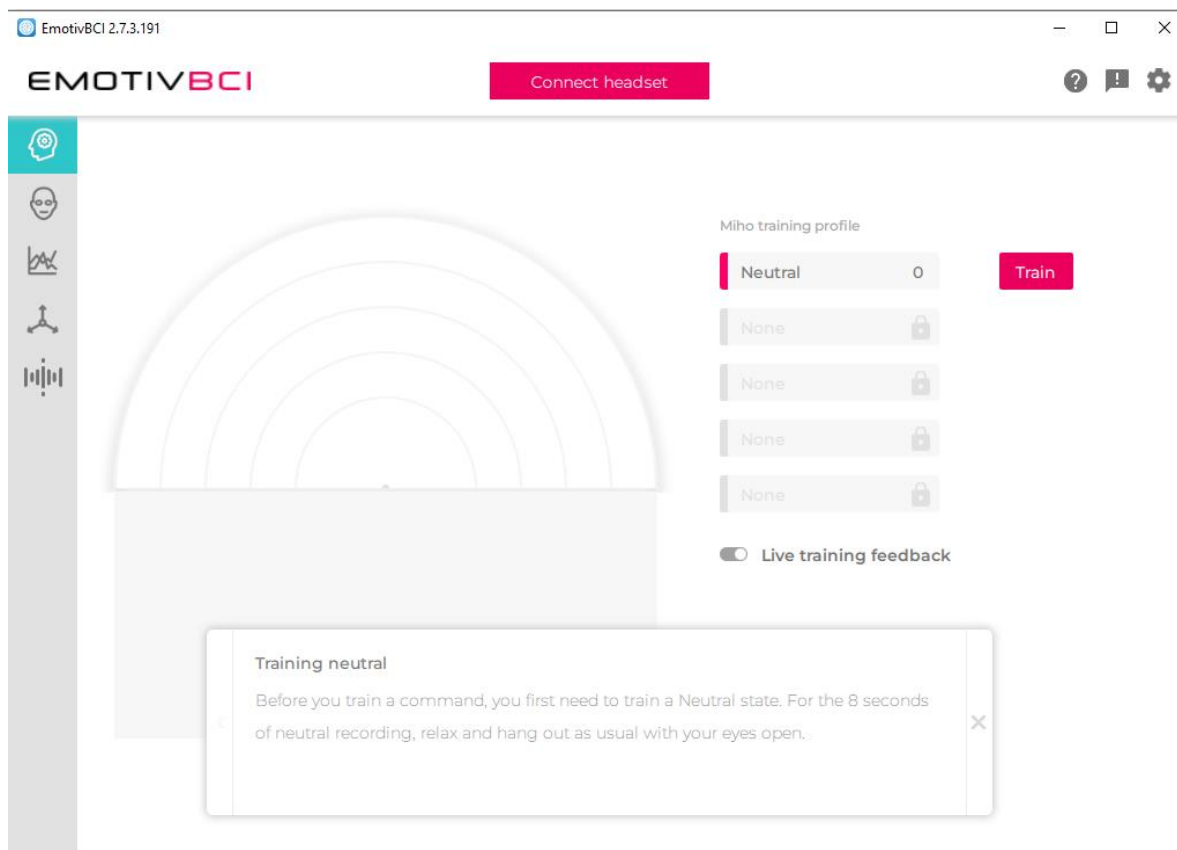 EmotivBCI 2.7.3.191
EMOTIVBCI
Connect headset
Miho training profile
Neutral 0
Train
None
None
None
None
Live training feedback
Training neutral
Before you train a command, you first need to train a Neutral state. For the 8 seconds
of neutral recording, relax and hang out as usual with your eyes open.